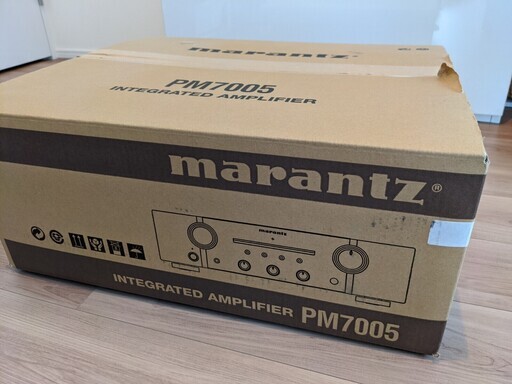 marantz
PM7005
INTEGRATED AMPLIFIER
marantz®
marantz
INTEGRATED AMPLIFIER PM7005